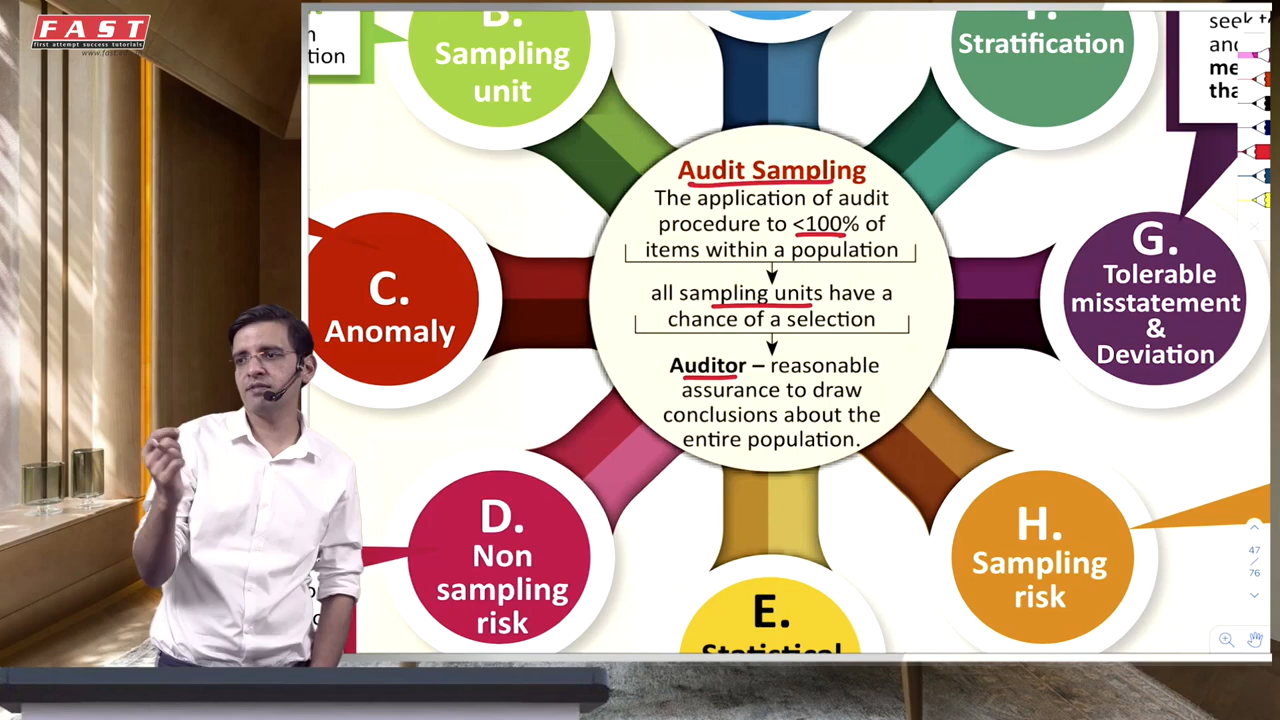 FAST
first attempt success tutorials
tion
B.
Sampling
unit
Stratification
seek
and
me
tha
Audit Sampling
The application of audit
procedure to <100% of
items within a population
all sampling units have a
chance of a selection
Auditor – reasonable
assurance to draw
conclusions about the
entire population.
C.
Anomaly
G.
Tolerable
misstatement
&
Deviation
D.
Non
sampling
risk
E.
Statistical
H.
Sampling
risk
47
/
76